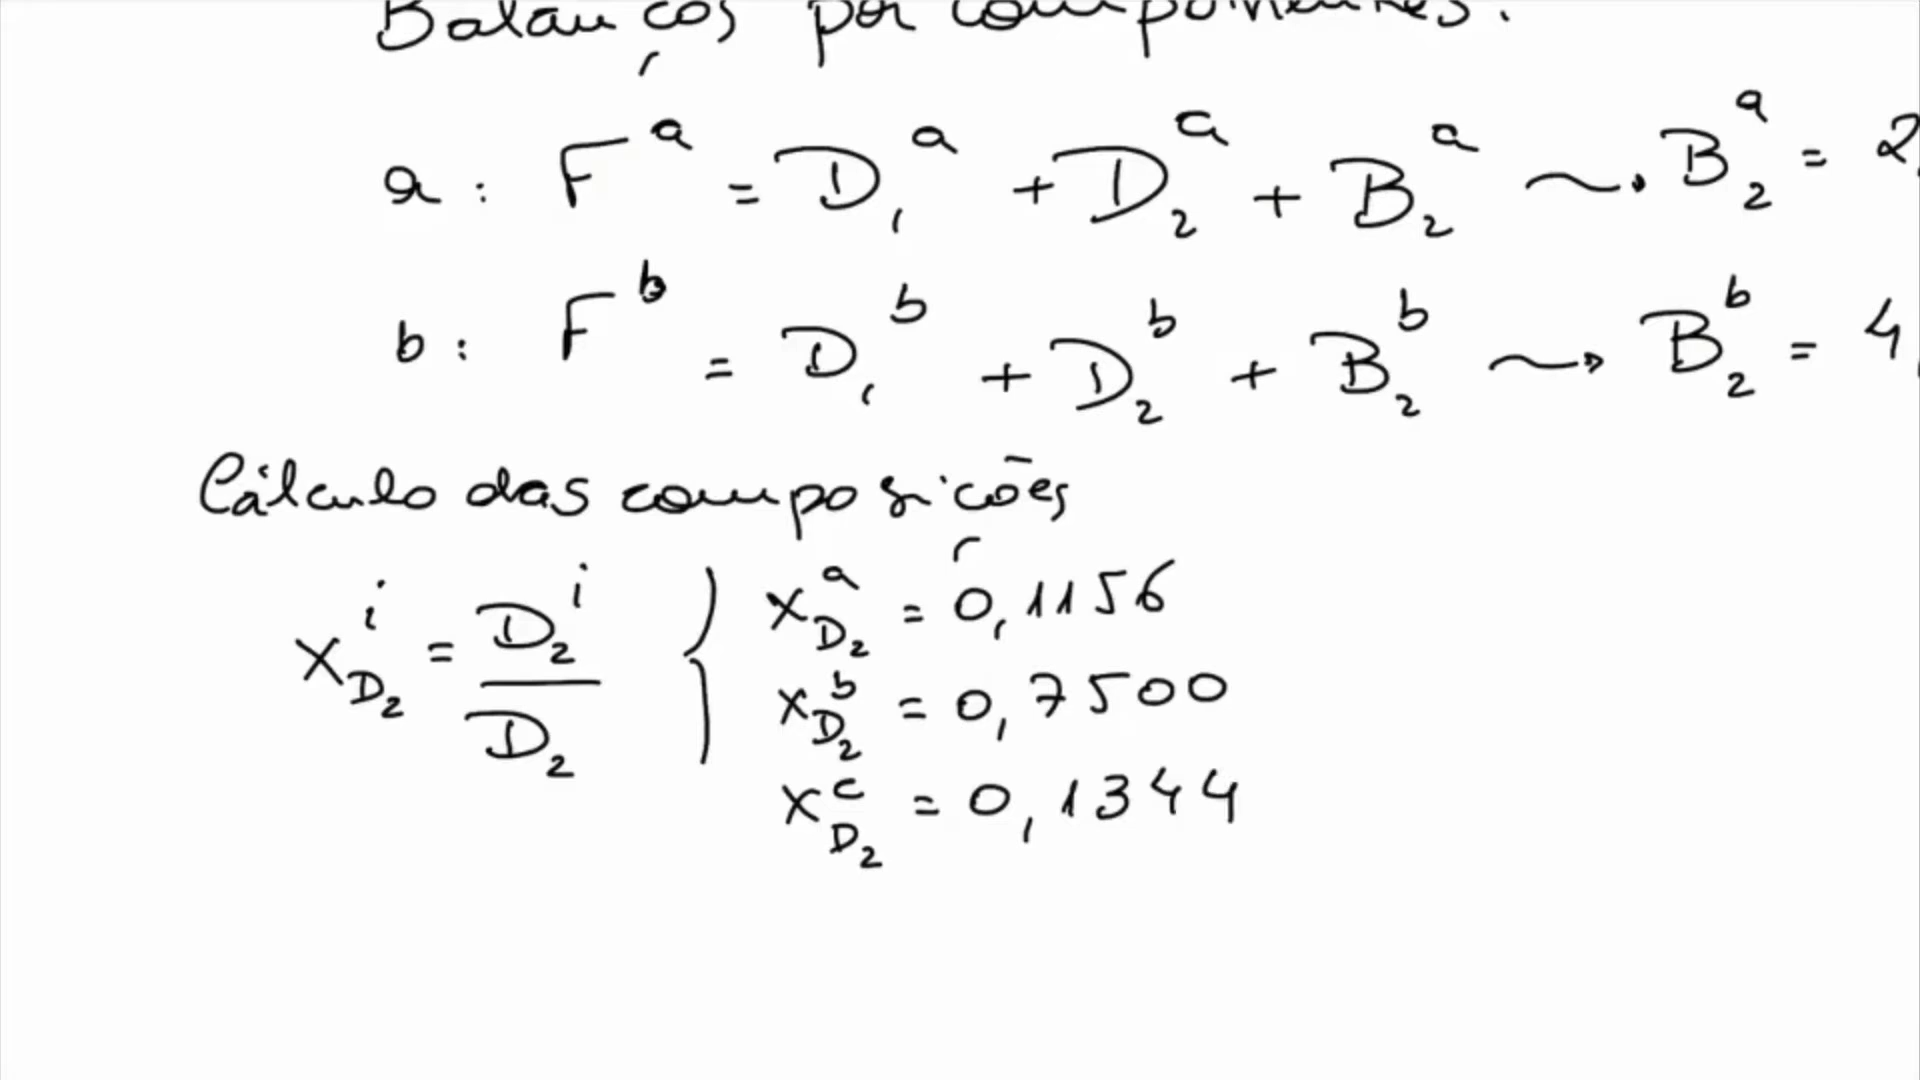 Balanços por componentes:
a: F^a = D_1^a + D_2^a + B_2^a ⇝ B_2^a = 2,
b: F^b = D_1^b + D_2^b + B_2^b ⇝ B_2^b = 4,
Cálculo das composições
x_{D_2}^i = D_2^i / D_2 { x_{D_2}^a = 0,1156
x_{D_2}^b = 0,7500
x_{D_2}^c = 0,1344